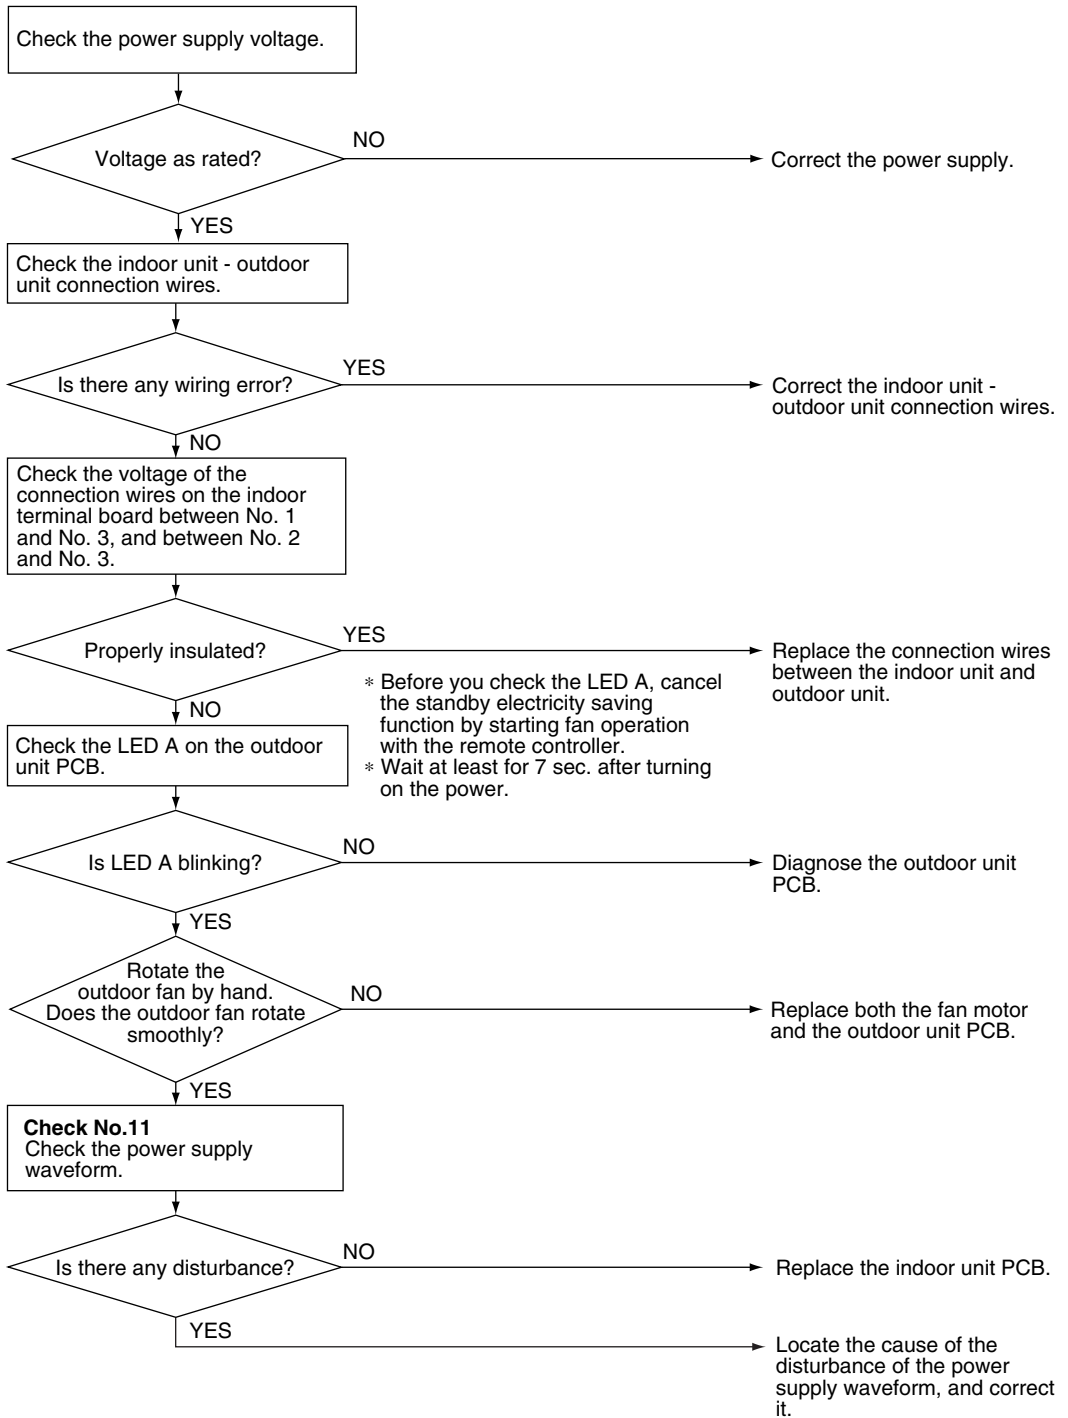 Check the power supply voltage.
Voltage as rated?
NO
Correct the power supply.
YES
Check the indoor unit - outdoor
unit connection wires.
Is there any wiring error?
YES
Correct the indoor unit -
outdoor unit connection wires.
NO
Check the voltage of the
connection wires on the indoor
terminal board between No. 1
and No. 3, and between No. 2
and No. 3.
Properly insulated?
YES
Replace the connection wires
between the indoor unit and
outdoor unit.
NO
Check the LED A on the outdoor
unit PCB.
* Before you check the LED A, cancel
the standby electricity saving
function by starting fan operation
with the remote controller.
* Wait at least for 7 sec. after turning
on the power.
Is LED A blinking?
NO
Diagnose the outdoor unit
PCB.
YES
Rotate the
outdoor fan by hand.
Does the outdoor fan rotate
smoothly?
NO
Replace both the fan motor
and the outdoor unit PCB.
YES
Check No.11
Check the power supply
waveform.
Is there any disturbance?
NO
Replace the indoor unit PCB.
YES
Locate the cause of the
disturbance of the power
supply waveform, and correct
it.